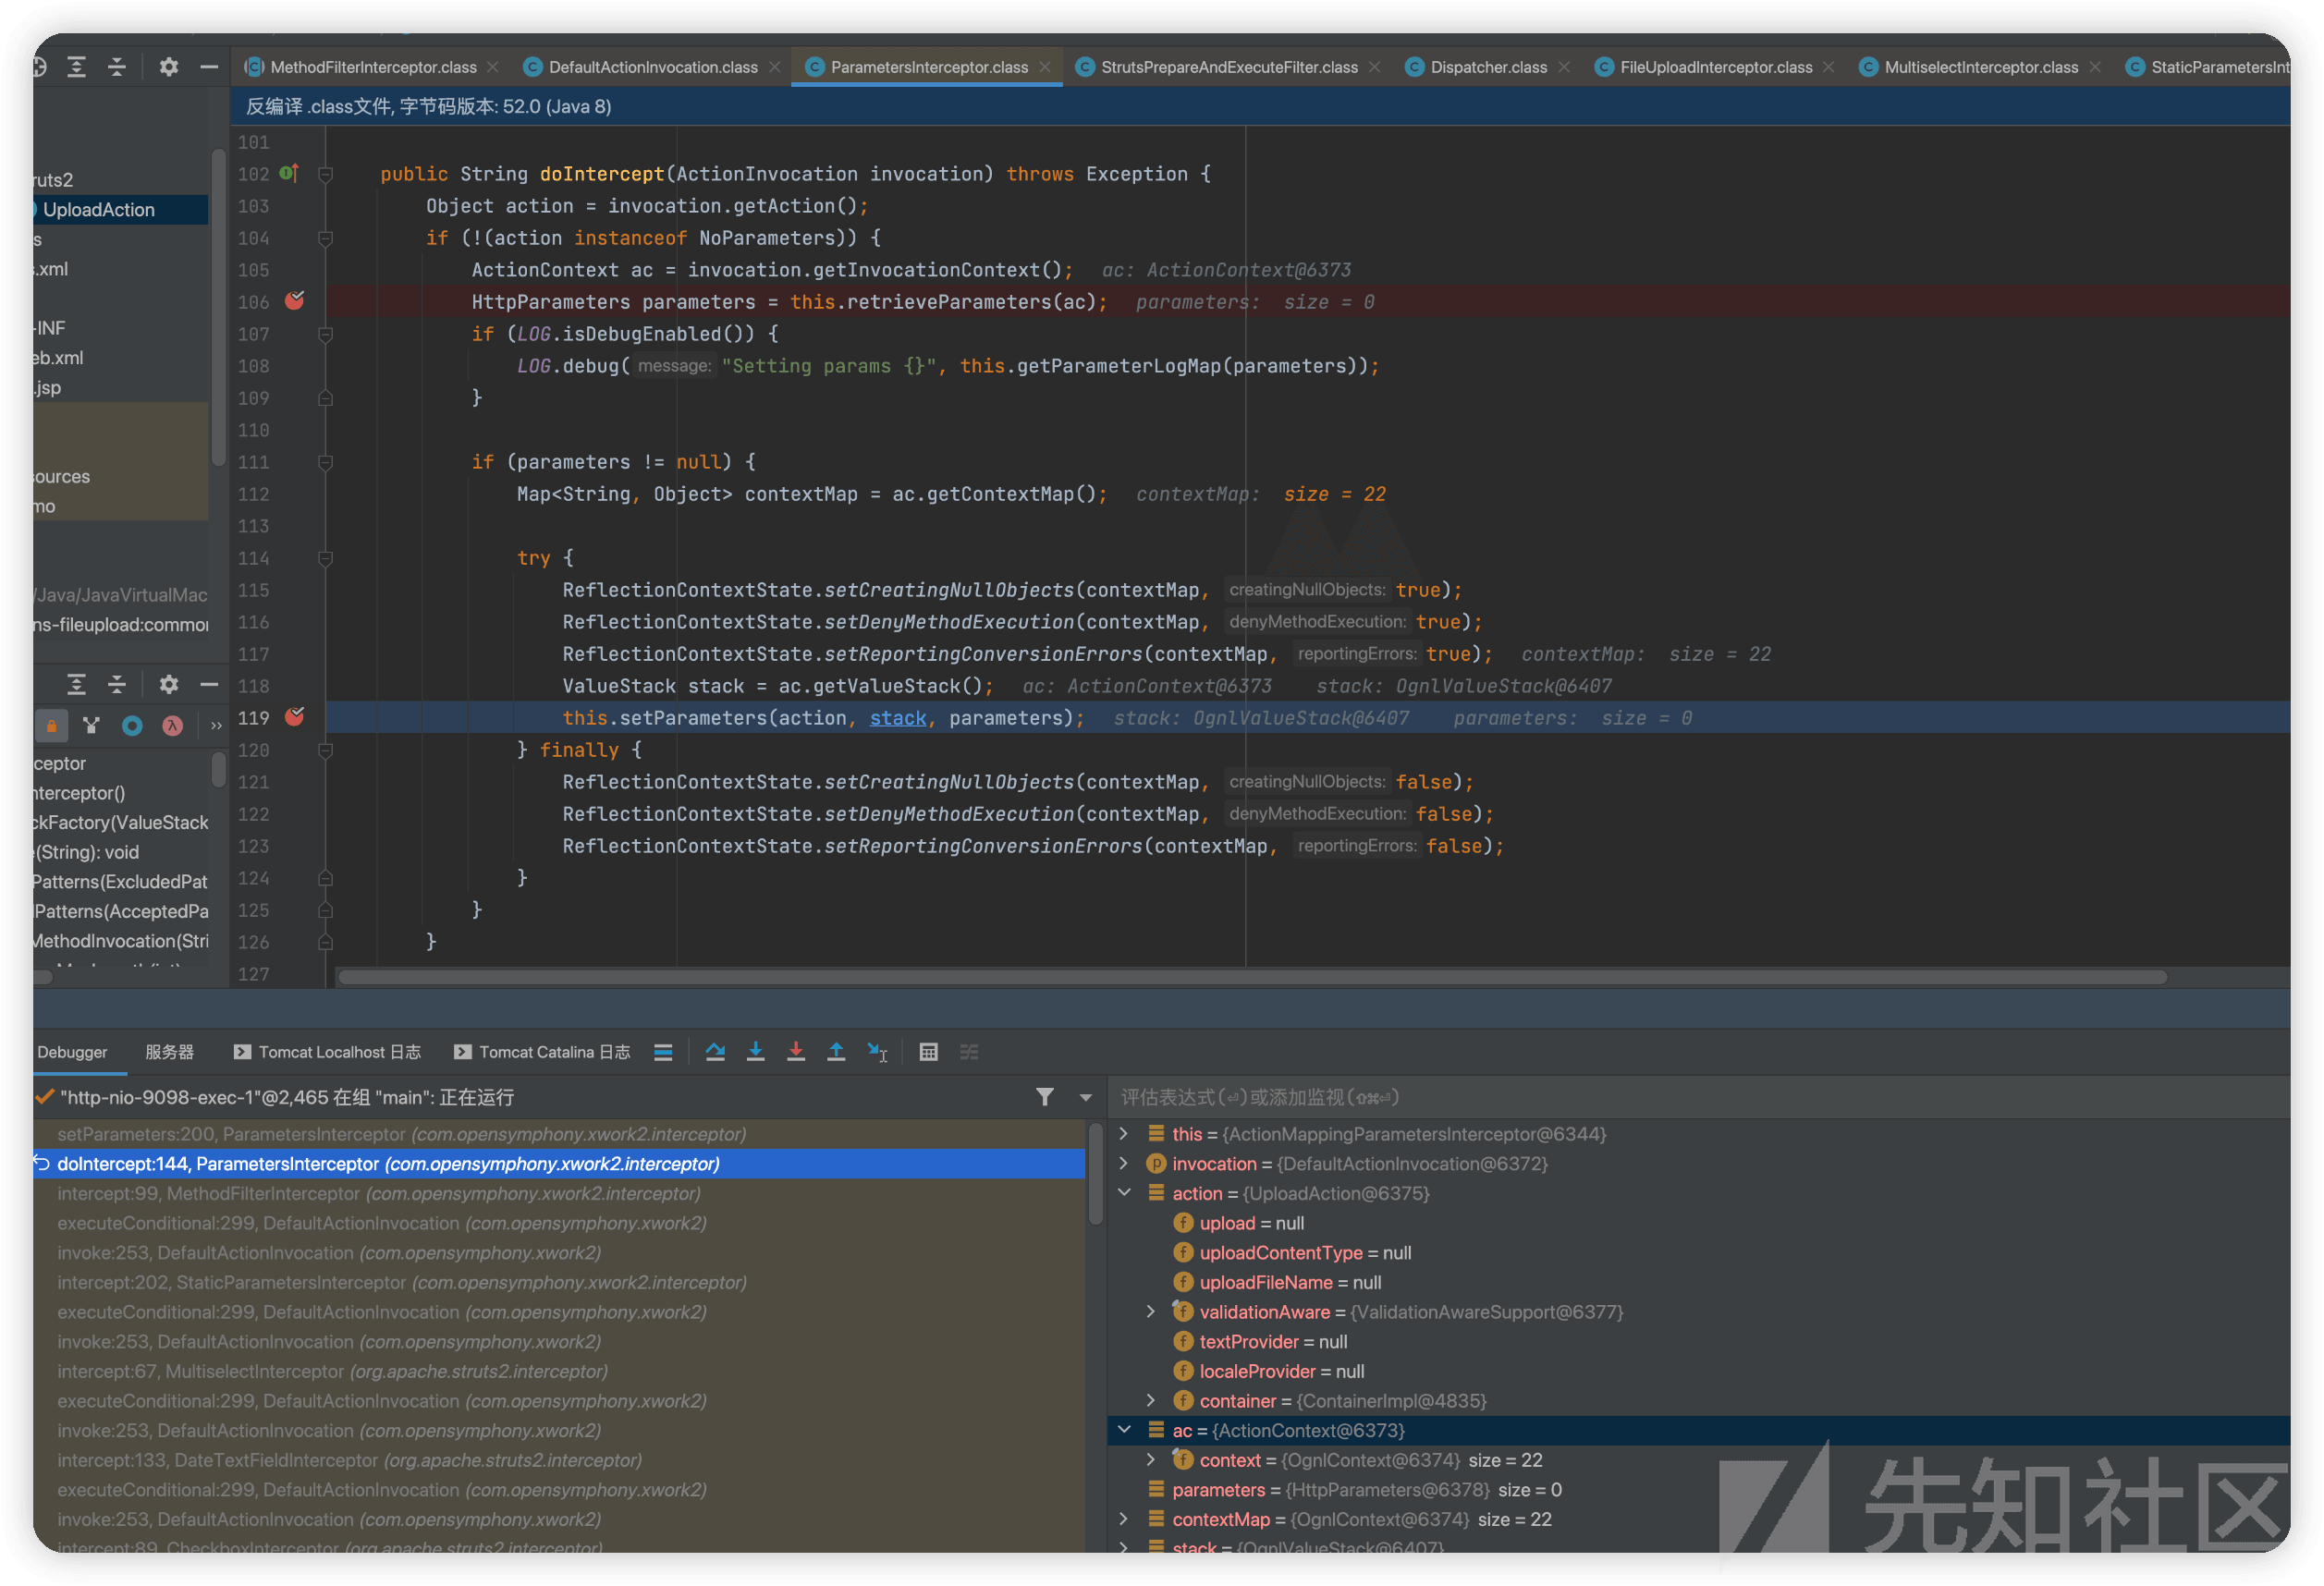 MethodFilterInterceptor.class DefaultActionInvocation.class ParametersInterceptor.class StrutsPrepareAndExecuteFilter.class Dispatcher.class FileUploadInterceptor.class MultiselectInterceptor.class StaticParametersInt
反编译 .class文件, 字节码版本: 52.0 (Java 8)
ruts2
UploadAction
s
s.xml
-INF
eb.xml
.jsp
sources
mo
/Java/JavaVirtualMac
ns-fileupload:common
101
102 public String doIntercept(ActionInvocation invocation) throws Exception {
103 Object action = invocation.getAction();
104 if (!(action instanceof NoParameters)) {
105 ActionContext ac = invocation.getInvocationContext(); ac: ActionContext@6373
106 HttpParameters parameters = this.retrieveParameters(ac); parameters: size = 0
107 if (LOG.isDebugEnabled()) {
108 LOG.debug( message: "Setting params {}", this.getParameterLogMap(parameters));
109 }
110
111 if (parameters != null) {
112 Map<String, Object> contextMap = ac.getContextMap(); contextMap: size = 22
113
114 try {
115 ReflectionContextState.setCreatingNullObjects(contextMap, creatingNullObjects: true);
116 ReflectionContextState.setDenyMethodExecution(contextMap, denyMethodExecution: true);
117 ReflectionContextState.setReportingConversionErrors(contextMap, reportingErrors: true); contextMap: size = 22
118 ValueStack stack = ac.getValueStack(); ac: ActionContext@6373 stack: OgnlValueStack@6407
119 this.setParameters(action, stack, parameters); stack: OgnlValueStack@6407 parameters: size = 0
120 } finally {
121 ReflectionContextState.setCreatingNullObjects(contextMap, creatingNullObjects: false);
122 ReflectionContextState.setDenyMethodExecution(contextMap, denyMethodExecution: false);
123 ReflectionContextState.setReportingConversionErrors(contextMap, reportingErrors: false);
124 }
125 }
126 }
127
ceptor
nterceptor()
ckFactory(ValueStack
e(String): void
Patterns(ExcludedPat
Patterns(AcceptedPa
MethodInvocation(Stri
Debugger 服务器 Tomcat Localhost 日志 Tomcat Catalina 日志
"http-nio-9098-exec-1"@2,465 在组 "main": 正在运行
setParameters:200, ParametersInterceptor (com.opensymphony.xwork2.interceptor)
doIntercept:144, ParametersInterceptor (com.opensymphony.xwork2.interceptor)
intercept:99, MethodFilterInterceptor (com.opensymphony.xwork2.interceptor)
executeConditional:299, DefaultActionInvocation (com.opensymphony.xwork2)
invoke:253, DefaultActionInvocation (com.opensymphony.xwork2)
intercept:202, StaticParametersInterceptor (com.opensymphony.xwork2.interceptor)
executeConditional:299, DefaultActionInvocation (com.opensymphony.xwork2)
invoke:253, DefaultActionInvocation (com.opensymphony.xwork2)
intercept:67, MultiselectInterceptor (org.apache.struts2.interceptor)
executeConditional:299, DefaultActionInvocation (com.opensymphony.xwork2)
invoke:253, DefaultActionInvocation (com.opensymphony.xwork2)
intercept:133, DateTextFieldInterceptor (org.apache.struts2.interceptor)
executeConditional:299, DefaultActionInvocation (com.opensymphony.xwork2)
invoke:253, DefaultActionInvocation (com.opensymphony.xwork2)
intercept:89, CheckboxInterceptor (org.apache.struts2.interceptor)
评估表达式(⏎)或添加监视(⇧⌘⏎)
this = {ActionMappingParametersInterceptor@6344}
invocation = {DefaultActionInvocation@6372}
action = {UploadAction@6375}
upload = null
uploadContentType = null
uploadFileName = null
validationAware = {ValidationAwareSupport@6377}
textProvider = null
localeProvider = null
container = {ContainerImpl@4835}
ac = {ActionContext@6373}
context = {OgnlContext@6374} size = 22
parameters = {HttpParameters@6378} size = 0
contextMap = {OgnlContext@6374} size = 22
stack = {OgnlValueStack@6407}
先知社区